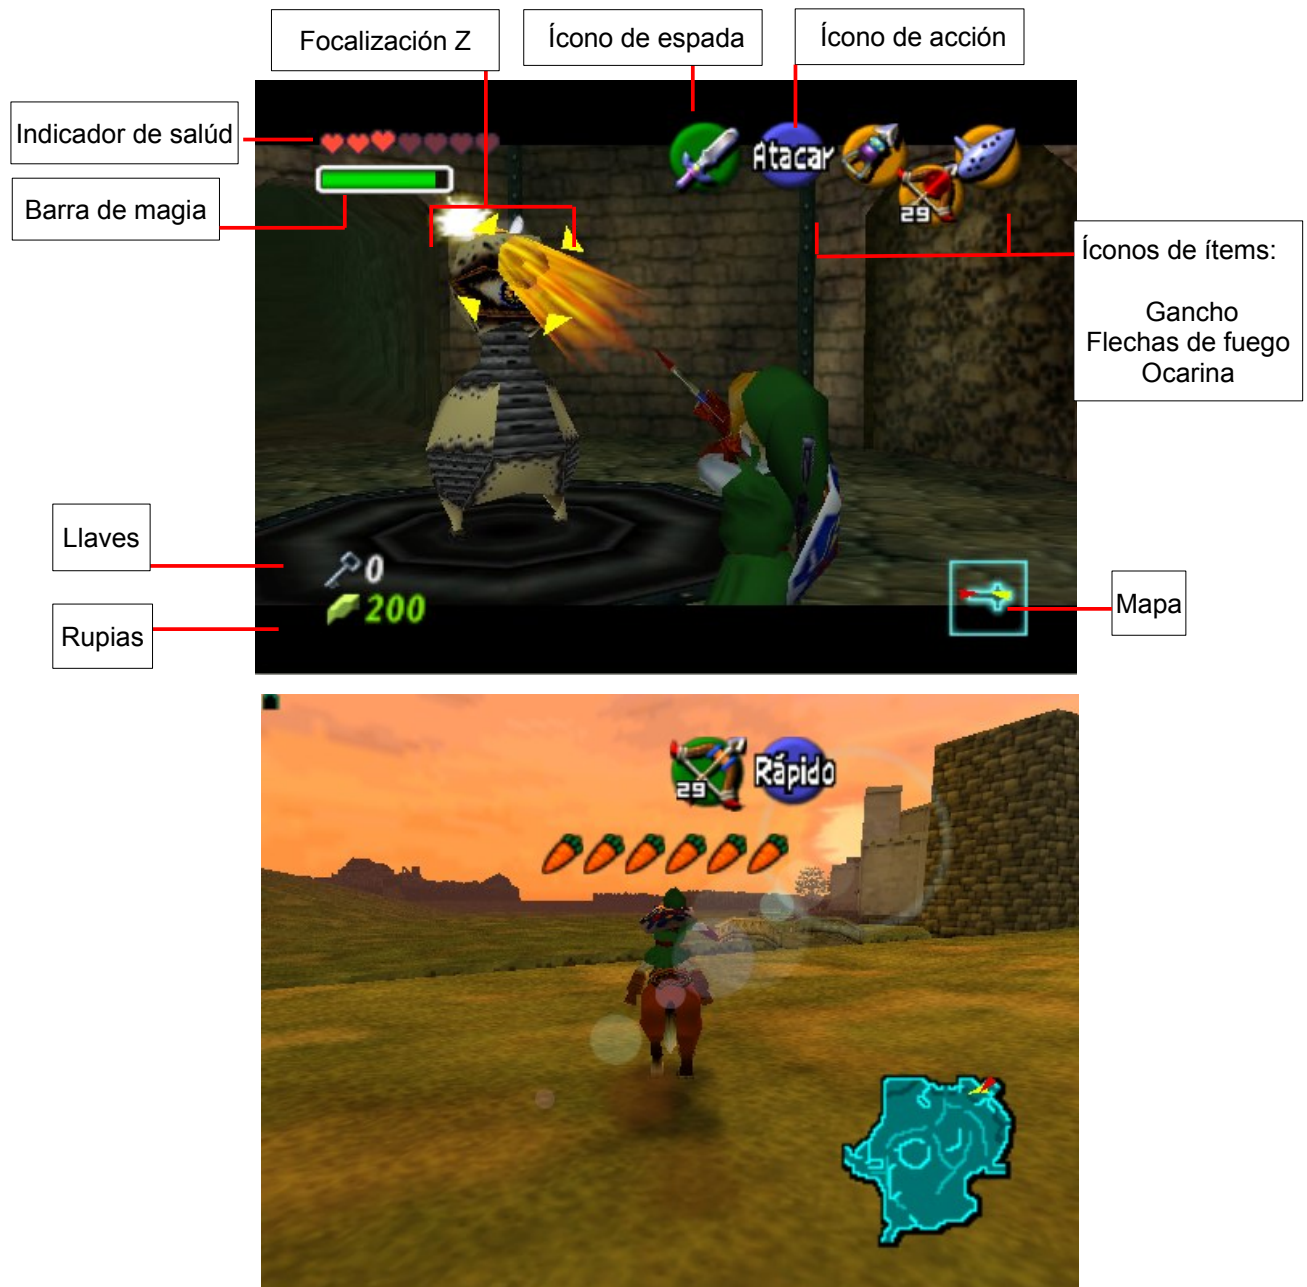 Focalización Z
Ícono de espada
Ícono de acción
Indicador de salúd
Barra de magia
Atacar
29
Íconos de ítems:
Gancho
Flechas de fuego
Ocarina
Llaves
0
200
Rupias
Mapa
29
Rápido